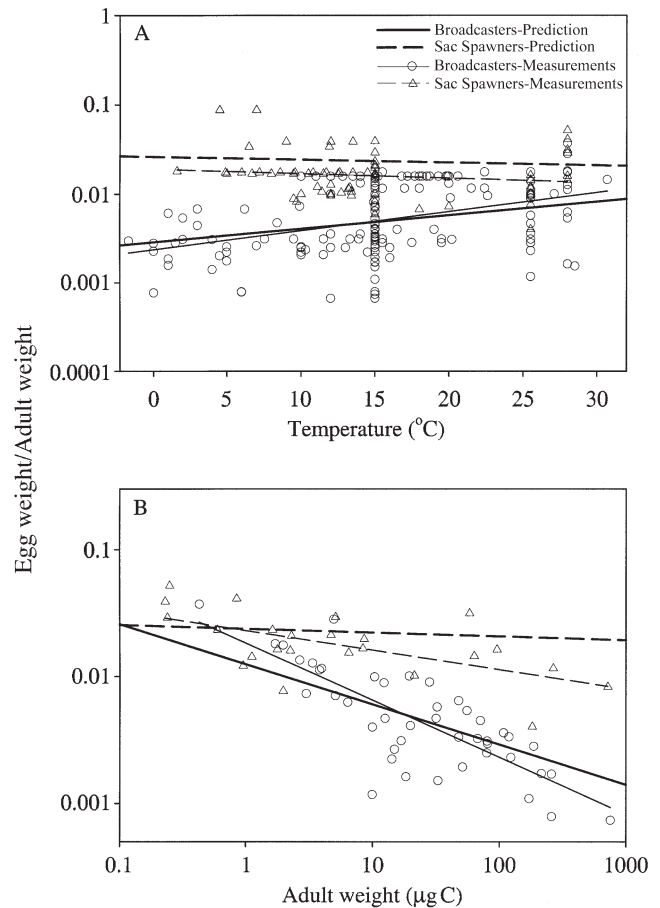 1
A
Broadcasters-Prediction
Sac Spawners-Prediction
Broadcasters-Measurements
Sac Spawners-Measurements
0.1
0.01
0.001
0.0001
0 5 10 15 20 25 30
Temperature (°C)
Egg weight/Adult weight
B
0.1
0.01
0.001
0.1 1 10 100 1000
Adult weight (μg C)